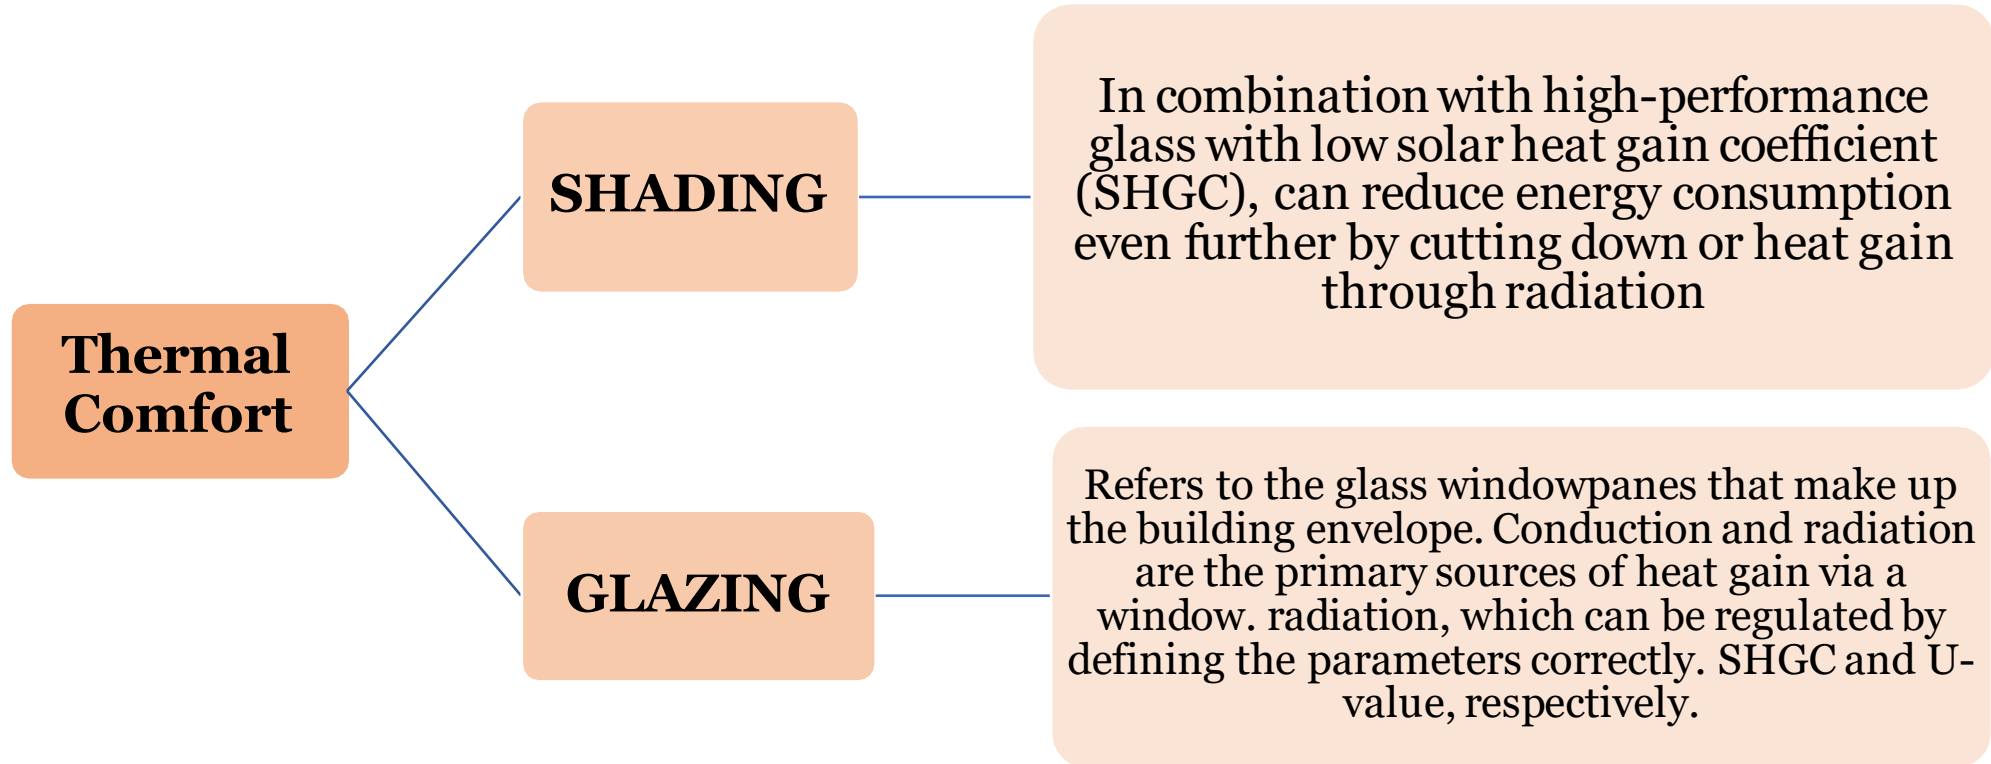 Thermal
Comfort
SHADING
In combination with high-performance
glass with low solar heat gain coefficient
(SHGC), can reduce energy consumption
even further by cutting down or heat gain
through radiation
GLAZING
Refers to the glass windowpanes that make up
the building envelope. Conduction and radiation
are the primary sources of heat gain via a
window. radiation, which can be regulated by
defining the parameters correctly. SHGC and U-
value, respectively.